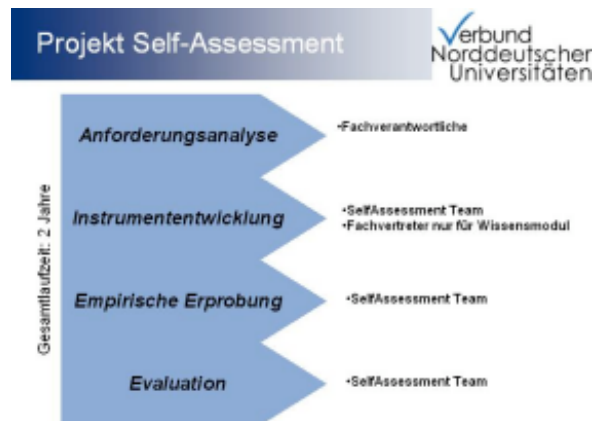 Projekt Self-Assessment
Verbund
Norddeutscher
Universitäten
Gesamtlaufzeit: 2 Jahre
Anforderungsanalyse
•Fachverantwortliche
Instrumententwicklung
•SelfAssessment Team
•Fachvertreter nur für Wissensmodul
Empirische Erprobung
•SelfAssessment Team
Evaluation
•SelfAssessment Team